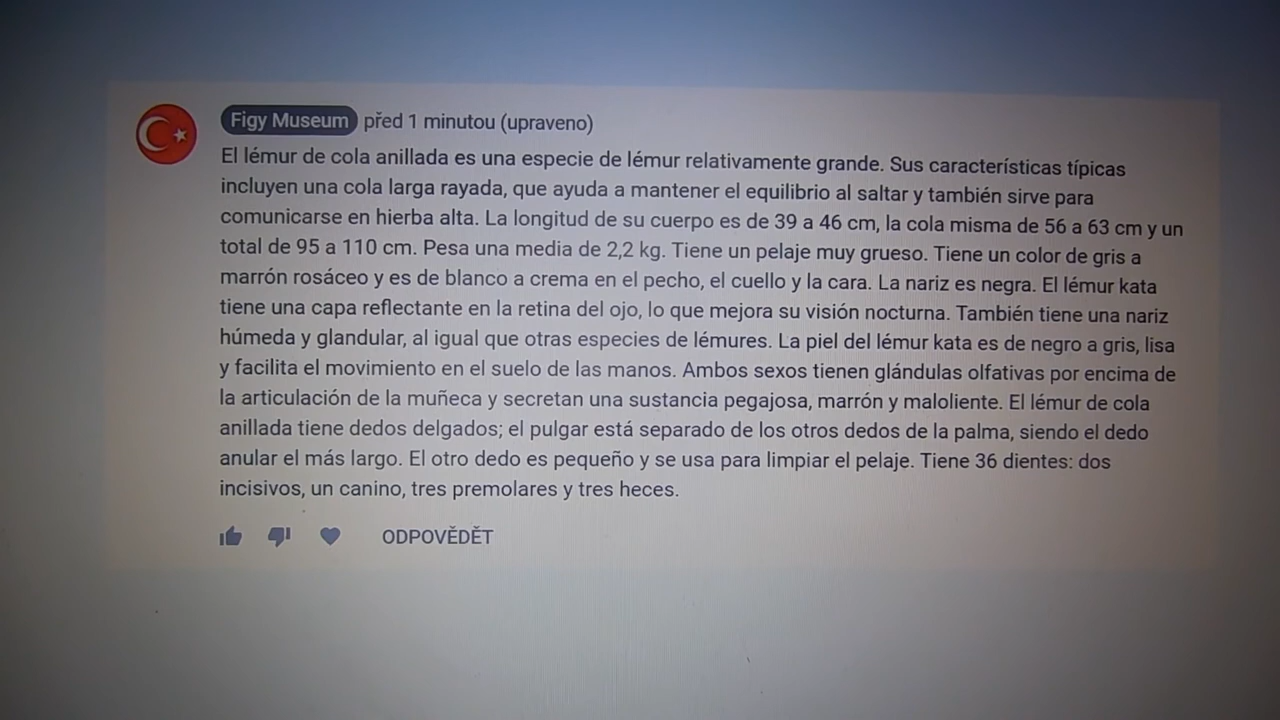 Figy Museum před 1 minutou (upraveno)
El lémur de cola anillada es una especie de lémur relativamente grande. Sus características típicas
incluyen una cola larga rayada, que ayuda a mantener el equilibrio al saltar y también sirve para
comunicarse en hierba alta. La longitud de su cuerpo es de 39 a 46 cm, la cola misma de 56 a 63 cm y un
total de 95 a 110 cm. Pesa una media de 2,2 kg. Tiene un pelaje muy grueso. Tiene un color de gris a
marrón rosáceo y es de blanco a crema en el pecho, el cuello y la cara. La nariz es negra. El lémur kata
tiene una capa reflectante en la retina del ojo, lo que mejora su visión nocturna. También tiene una nariz
húmeda y glandular, al igual que otras especies de lémures. La piel del lémur kata es de negro a gris, lisa
y facilita el movimiento en el suelo de las manos. Ambos sexos tienen glándulas olfativas por encima de
la articulación de la muñeca y secretan una sustancia pegajosa, marrón y maloliente. El lémur de cola
anillada tiene dedos delgados; el pulgar está separado de los otros dedos de la palma, siendo el dedo
anular el más largo. El otro dedo es pequeño y se usa para limpiar el pelaje. Tiene 36 dientes: dos
incisivos, un canino, tres premolares y tres heces.
ODPOVĚDĚT